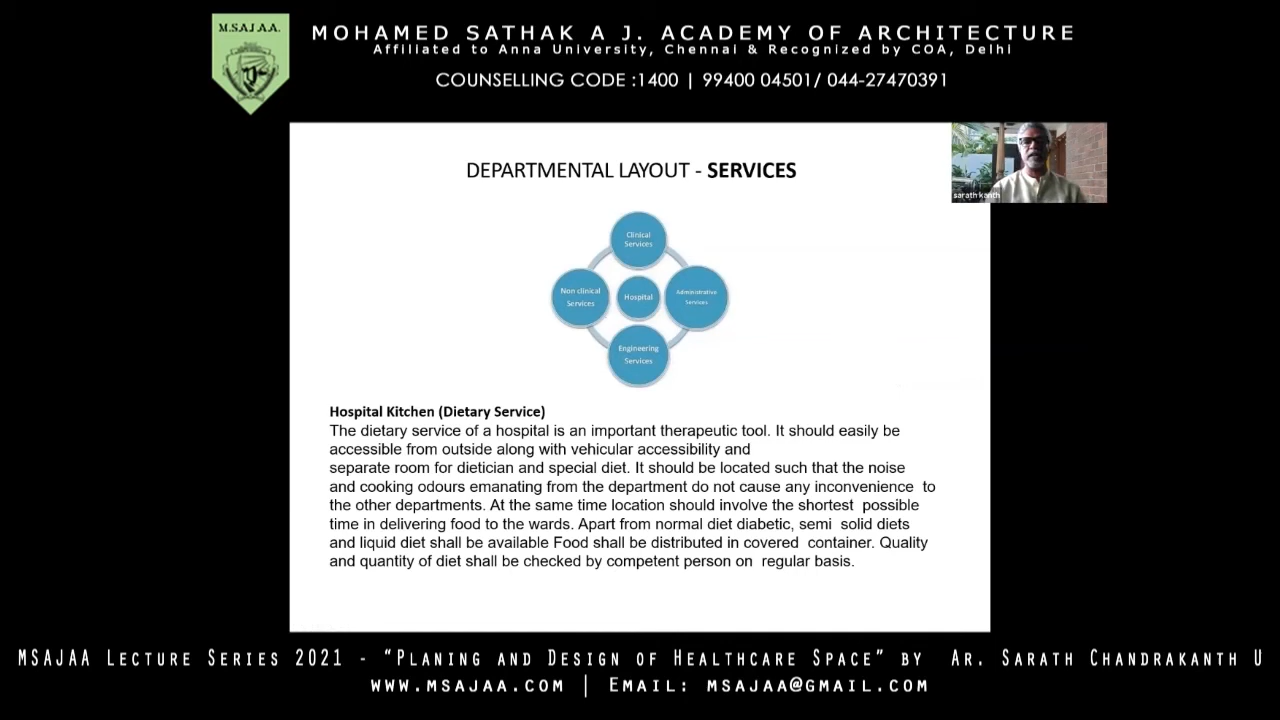 M.SAJAA.
MOHAMED SATHAK A J. ACADEMY OF ARCHITECTURE
Affiliated to Anna University, Chennai & Recognized by COA, Delhi
COUNSELLING CODE :1400 | 99400 04501/ 044-27470391
sarath kanth
DEPARTMENTAL LAYOUT - SERVICES
Clinical
Services
Non clinical
Services
Hospital
Administrative
Services
Engineering
Services
Hospital Kitchen (Dietary Service)
The dietary service of a hospital is an important therapeutic tool. It should easily be
accessible from outside along with vehicular accessibility and
separate room for dietician and special diet. It should be located such that the noise
and cooking odours emanating from the department do not cause any inconvenience to
the other departments. At the same time location should involve the shortest possible
time in delivering food to the wards. Apart from normal diet diabetic, semi solid diets
and liquid diet shall be available Food shall be distributed in covered container. Quality
and quantity of diet shall be checked by competent person on regular basis.
MSAJAA Lecture Series 2021 - “Planing and Design of Healthcare Space” by Ar. Sarath Chandrakanth U
www.msajaa.com | Email: msajaa@gmail.com